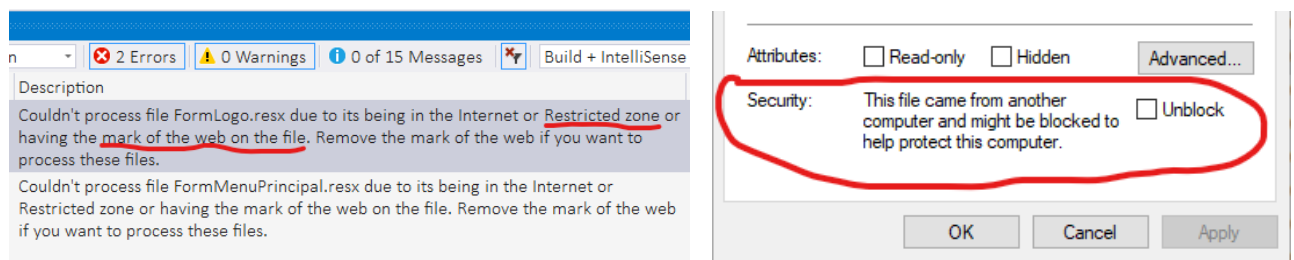 n
2 Errors
0 Warnings
0 of 15 Messages
Build + IntelliSense
Description
Couldn't process file FormLogo.resx due to its being in the Internet or Restricted zone or
having the mark of the web on the file. Remove the mark of the web if you want to
process these files.
Couldn't process file FormMenuPrincipal.resx due to its being in the Internet or
Restricted zone or having the mark of the web on the file. Remove the mark of the web
if you want to process these files.
Attributes:
Read-only
Hidden
Advanced...
Security:
This file came from another
computer and might be blocked to
help protect this computer.
Unblock
OK
Cancel
Apply